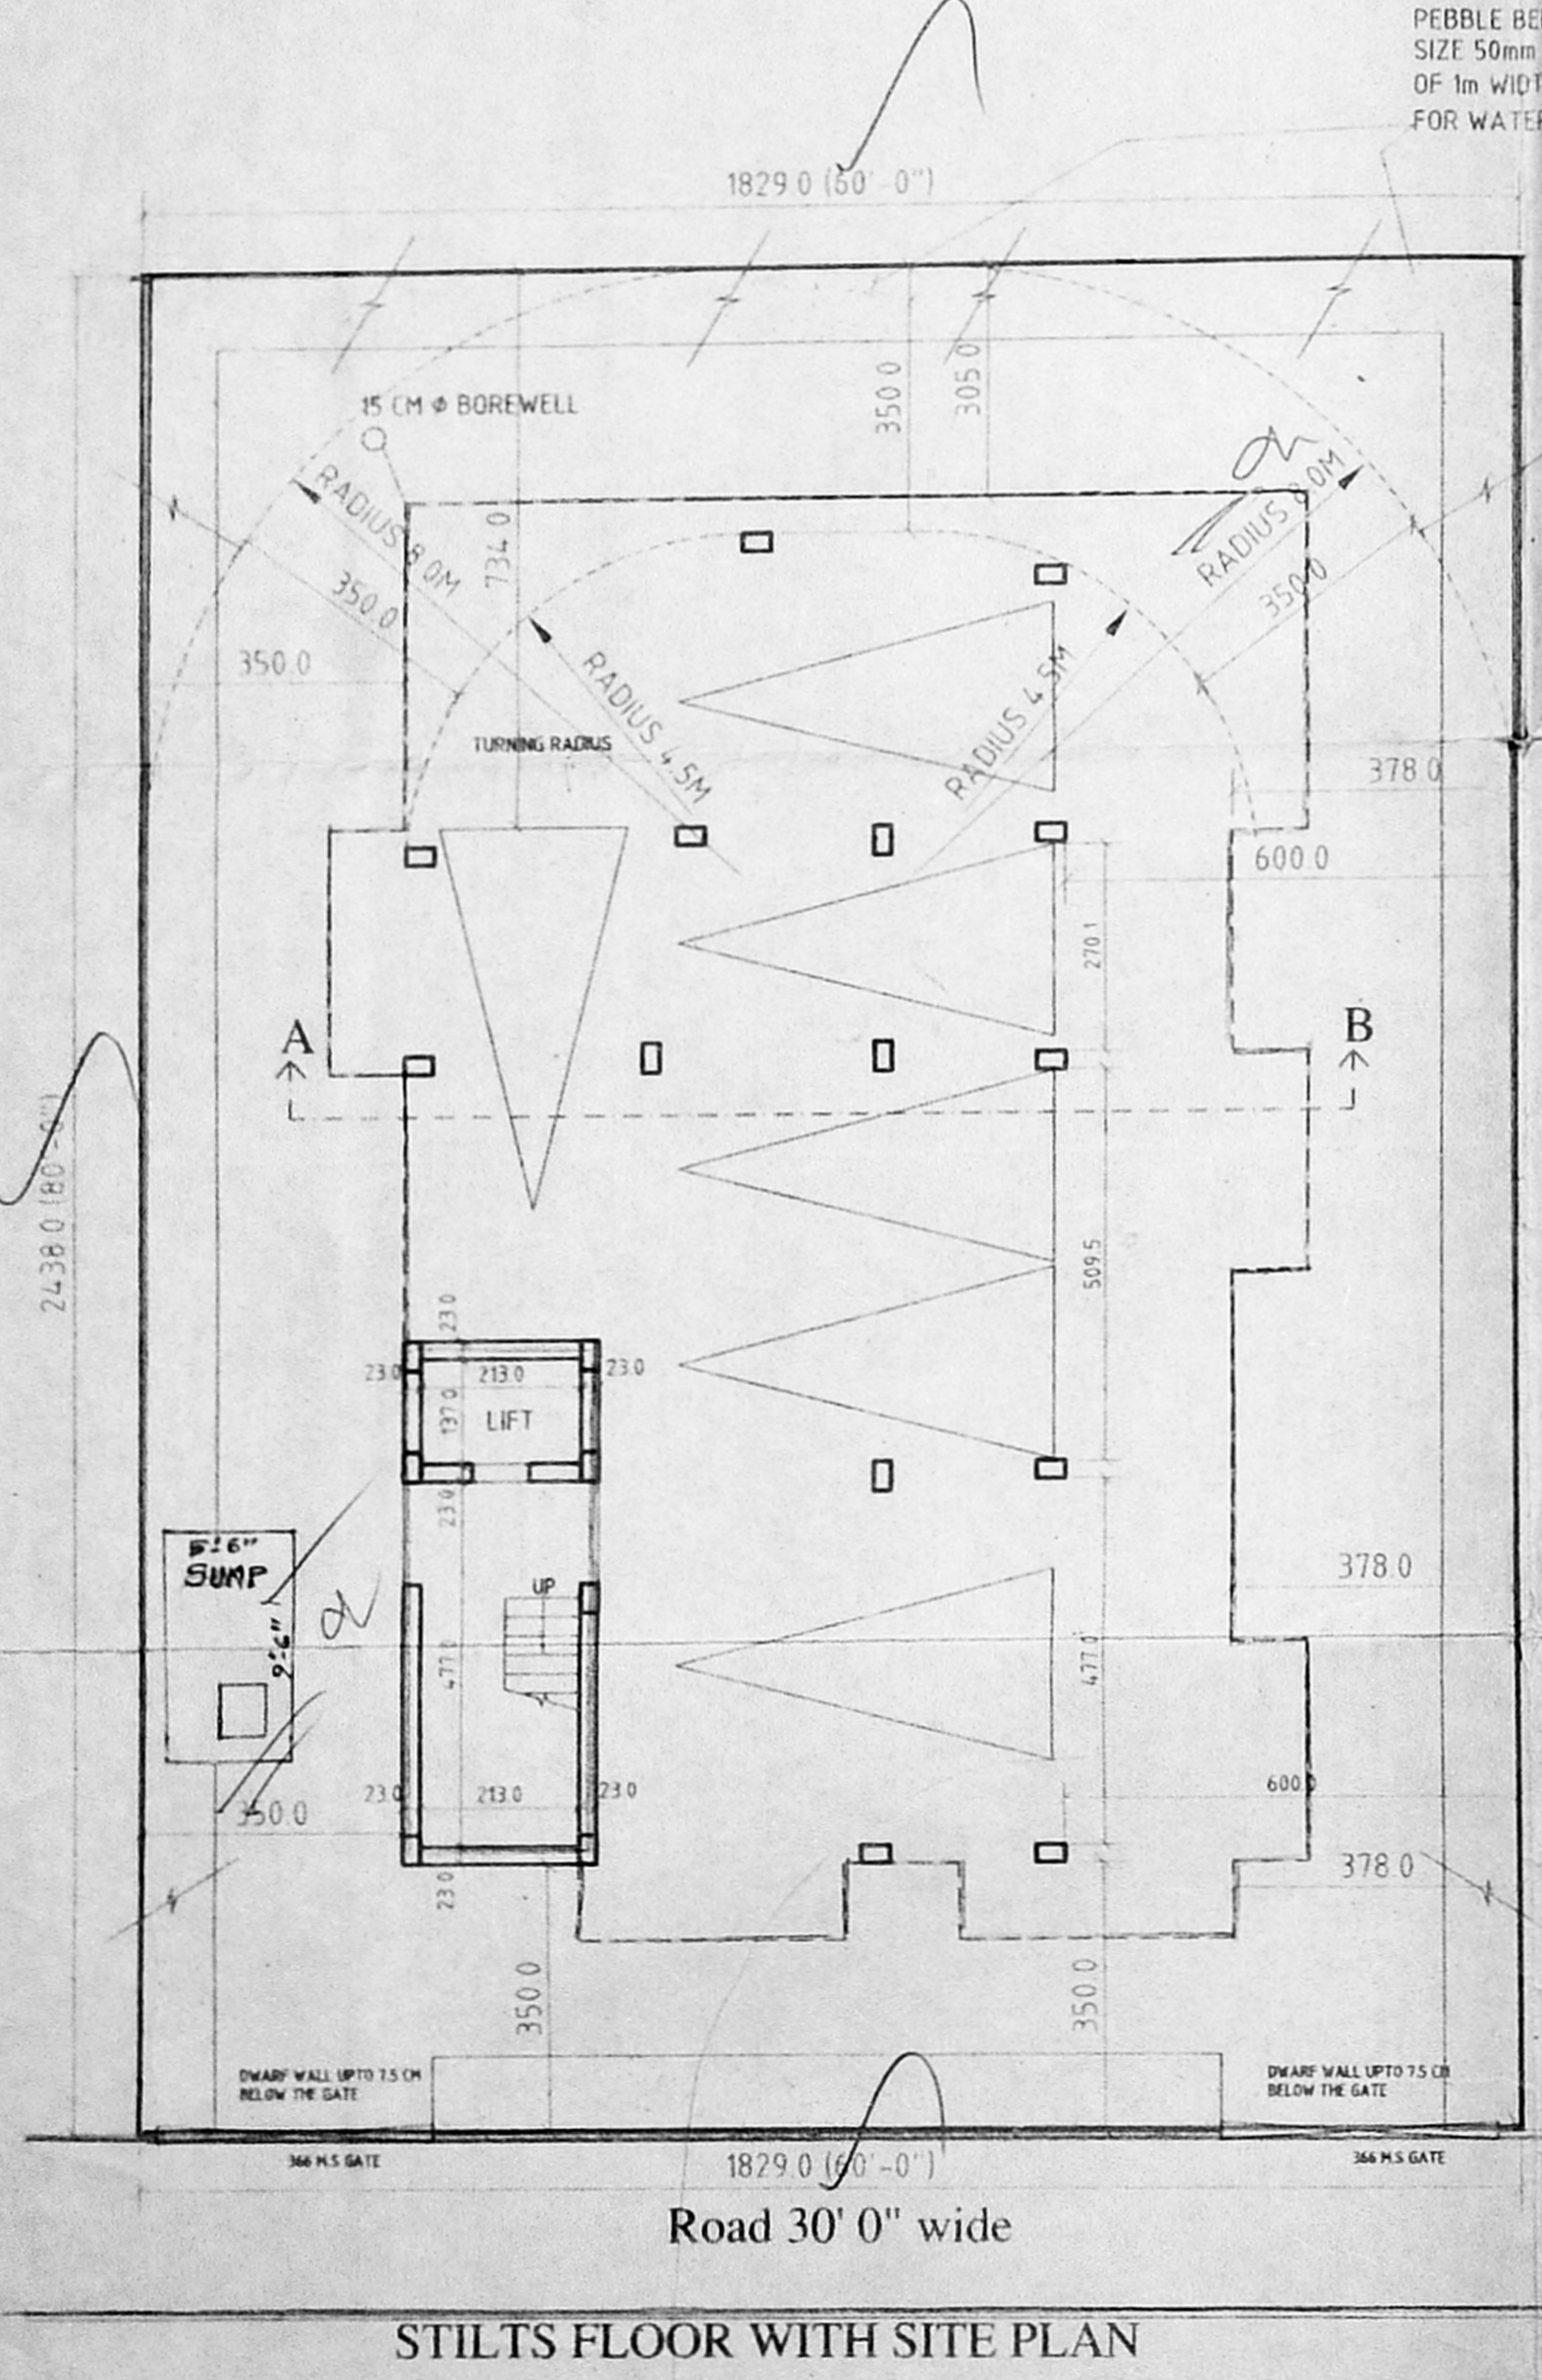 PEBBLE
SIZE 50mm
OF 1m
FOR
1829.0 (60'-0")
15 CM Ø BOREWELL
350.0
305.0
RADIUS 8.0M
RADIUS 8.0M
734.0
350.0
350.0
350.0
RADIUS 4.5M
RADIUS 4.5M
TURNING RADIUS
378.0
600.0
270.1
A
B
2438.0 (80'-0")
509.5
23.0
23.0
213.0
23.0
137.0
LIFT
23.0
5'-6"
SUMP
9'-6"
UP
378.0
477.0
477.0
23.0
213.0
23.0
600.0
350.0
378.0
23.0
350.0
350.0
DWARF WALL UPTO 7.5 CM
BELOW THE GATE
DWARF WALL UPTO 7.5 CM
BELOW THE GATE
366 M.S GATE
366 M.S GATE
1829.0 (60'-0")
Road 30' 0" wide
STILTS FLOOR WITH SITE PLAN